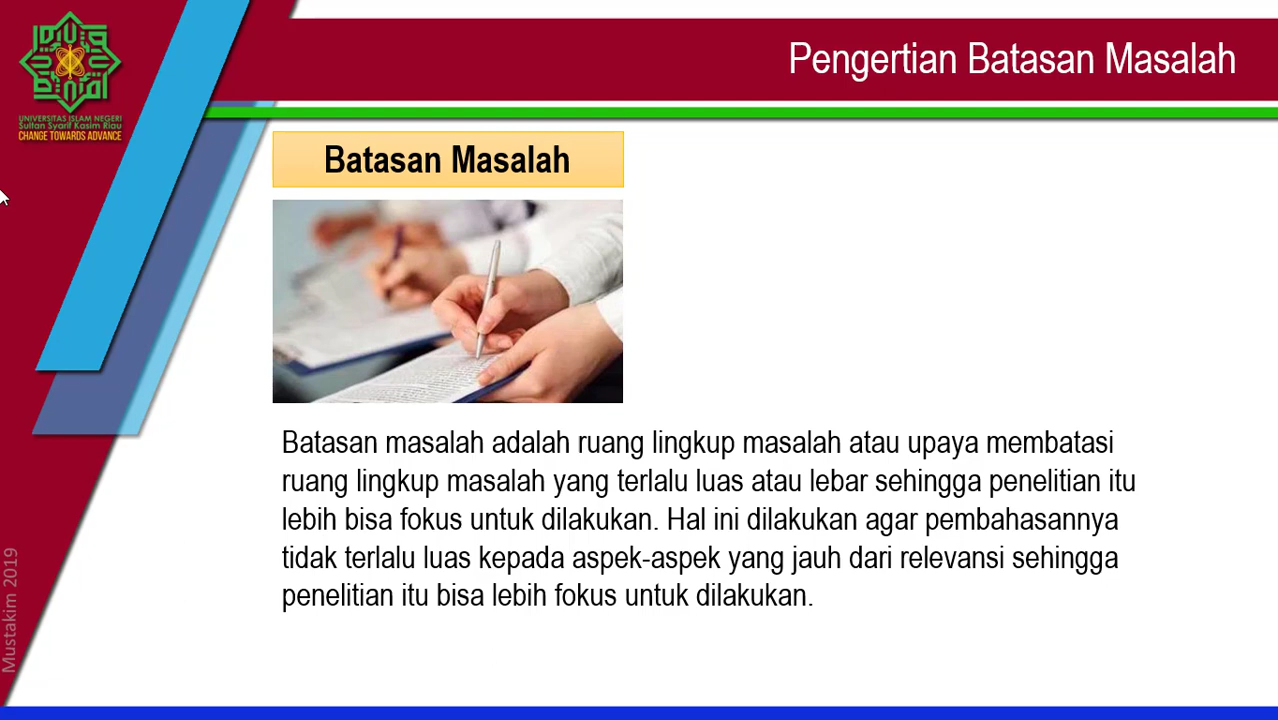 Pengertian Batasan Masalah
UNIVERSITAS ISLAM NEGERI
Sultan Syarif Kasim Riau
CHANGE TOWARDS ADVANCE
Batasan Masalah
Batasan masalah adalah ruang lingkup masalah atau upaya membatasi
ruang lingkup masalah yang terlalu luas atau lebar sehingga penelitian itu
lebih bisa fokus untuk dilakukan. Hal ini dilakukan agar pembahasannya
tidak terlalu luas kepada aspek-aspek yang jauh dari relevansi sehingga
penelitian itu bisa lebih fokus untuk dilakukan.
Mustakim 2019